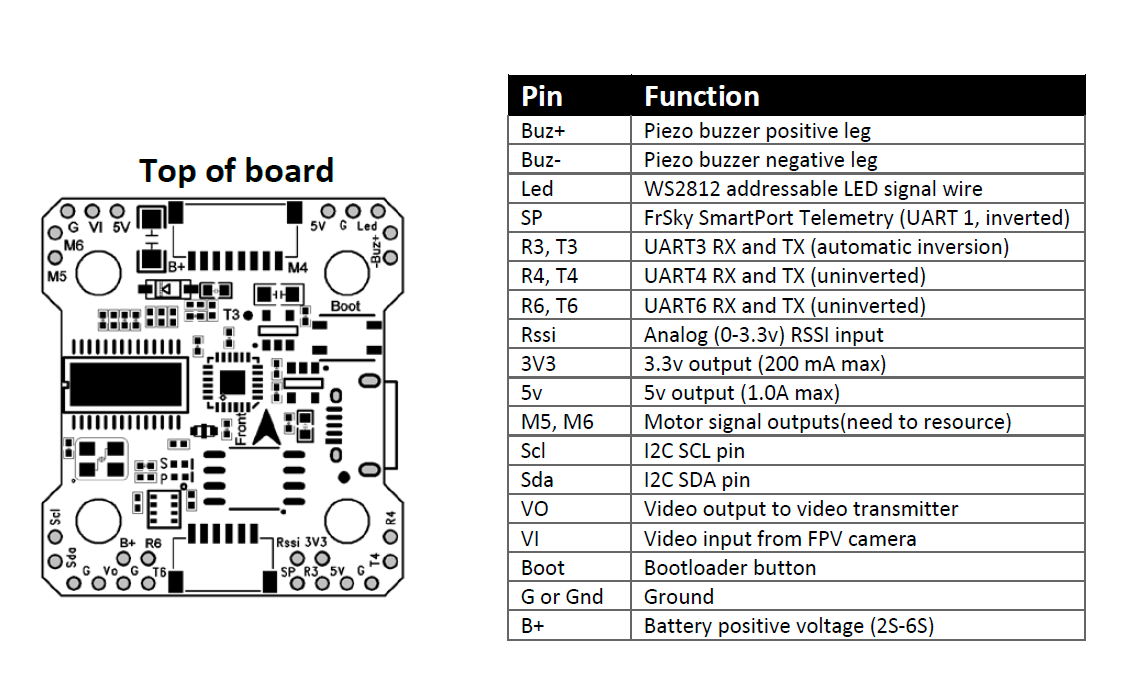 Top of board
G VI 5V
M6
M5
B+
M4
5V G Led
-Buz+
T3
Boot
Front
S
P
Scl
Sda
B+ R6
G Vo G T6
Rssi 3V3
SP R3 5V G T4
R4
Pin Function
Buz+ Piezo buzzer positive leg
Buz- Piezo buzzer negative leg
Led WS2812 addressable LED signal wire
SP FrSky SmartPort Telemetry (UART 1, inverted)
R3, T3 UART3 RX and TX (automatic inversion)
R4, T4 UART4 RX and TX (uninverted)
R6, T6 UART6 RX and TX (uninverted)
Rssi Analog (0-3.3v) RSSI input
3V3 3.3v output (200 mA max)
5v 5v output (1.0A max)
M5, M6 Motor signal outputs(need to resource)
Scl I2C SCL pin
Sda I2C SDA pin
VO Video output to video transmitter
VI Video input from FPV camera
Boot Bootloader button
G or Gnd Ground
B+ Battery positive voltage (2S-6S)